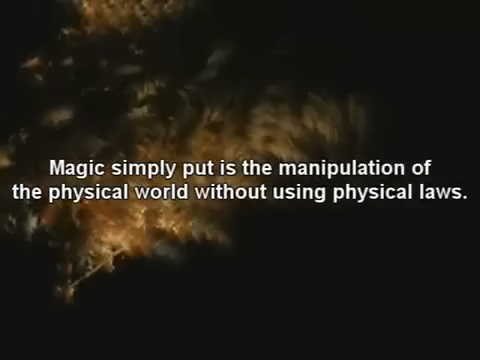 Magic simply put is the manipulation of
the physical world without using physical laws.